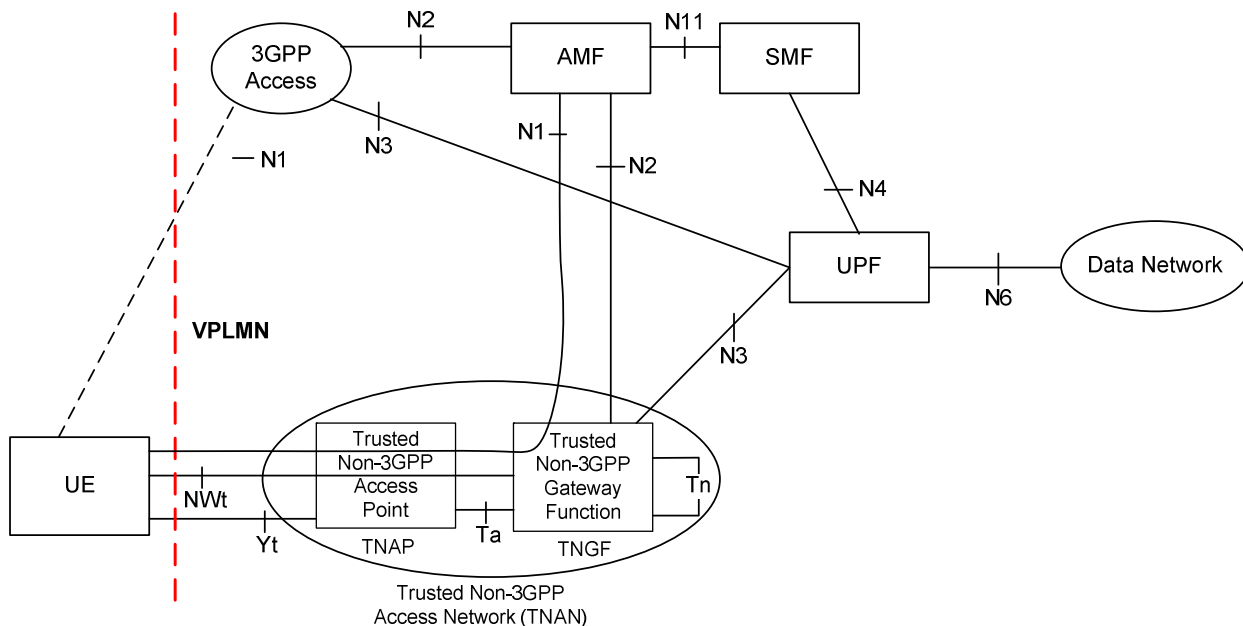 N2
N11
3GPP
Access
AMF
SMF
N1
N3
N1
N2
N4
UPF
Data Network
N6
VPLMN
N3
Trusted
Non-3GPP
Access
Point
Trusted
Non-3GPP
Gateway
Function
Tn
UE
NWt
Yt
Ta
TNAP
TNGF
Trusted Non-3GPP
Access Network (TNAN)